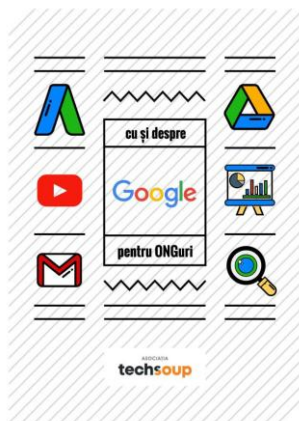 cu și despre
Google
pentru ONGuri
ASOCIAȚIA
techsoup